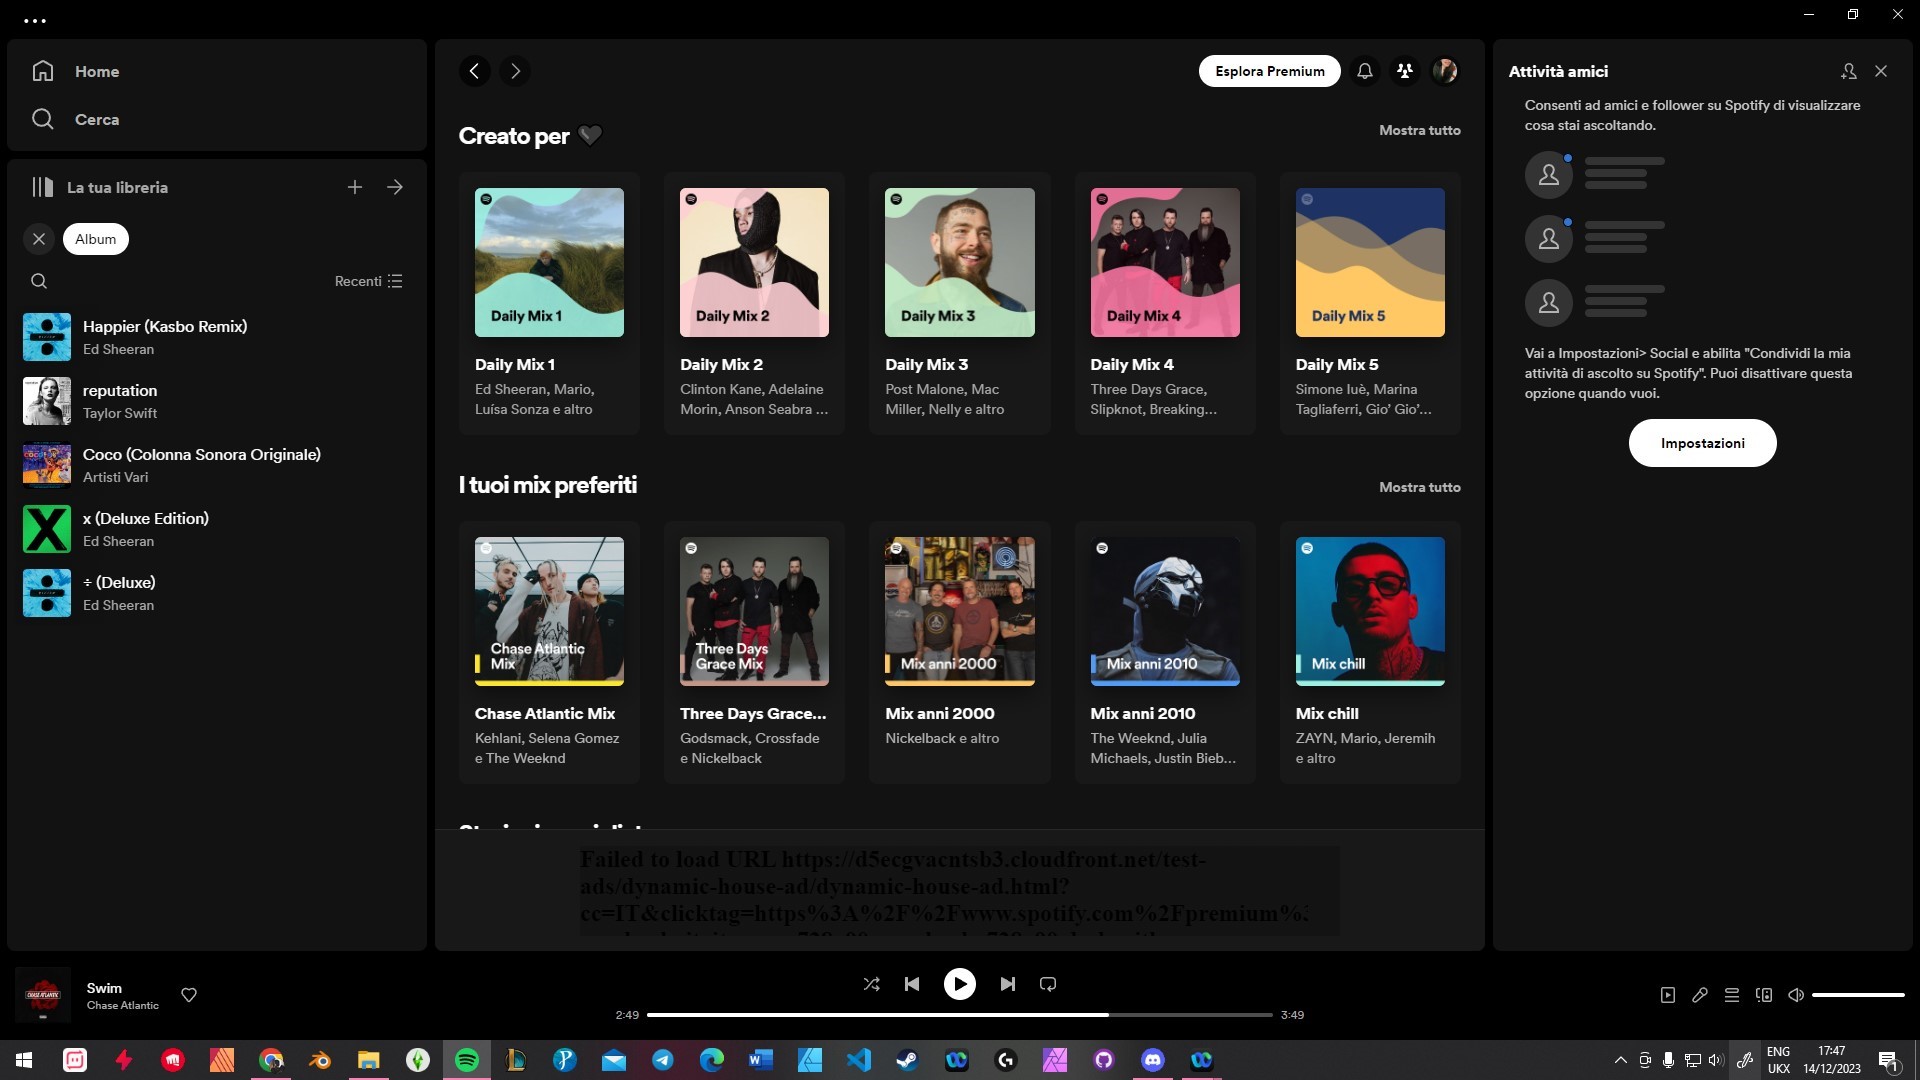 Home
Cerca
La tua libreria
Album
Recenti
Happier (Kasbo Remix)
Ed Sheeran
reputation
Taylor Swift
Coco (Colonna Sonora Originale)
Artisti Vari
x (Deluxe Edition)
Ed Sheeran
÷ (Deluxe)
Ed Sheeran
Esplora Premium
Creato per 🖤
Mostra tutto
Daily Mix 1
Daily Mix 2
Daily Mix 3
Daily Mix 4
Daily Mix 5
Daily Mix 1
Ed Sheeran, Mario,
Luísa Sonza e altro
Daily Mix 2
Clinton Kane, Adelaine
Morin, Anson Seabra ...
Daily Mix 3
Post Malone, Mac
Miller, Nelly e altro
Daily Mix 4
Three Days Grace,
Slipknot, Breaking...
Daily Mix 5
Simone Iuè, Marina
Tagliaferri, Gio' Gio'...
I tuoi mix preferiti
Mostra tutto
Chase Atlantic
Mix
Three Days
Grace Mix
Mix anni 2000
Mix anni 2010
Mix chill
Chase Atlantic Mix
Kehlani, Selena Gomez
e The Weeknd
Three Days Grace...
Godsmack, Crossfade
e Nickelback
Mix anni 2000
Nickelback e altro
Mix anni 2010
The Weeknd, Julia
Michaels, Justin Bieb...
Mix chill
ZAYN, Mario, Jeremih
e altro
Failed to load URL https://d5ecgvacntsb3.cloudfront.net/test-
ads/dynamic-house-ad/dynamic-house-ad.html?
cc=IT&clicktag=https%3A%2F%2Fwww.spotify.com%2Fpremium%3
Attività amici
Consenti ad amici e follower su Spotify di visualizzare
cosa stai ascoltando.
Vai a Impostazioni> Social e abilita "Condividi la mia
attività di ascolto su Spotify". Puoi disattivare questa
opzione quando vuoi.
Impostazioni
Swim
Chase Atlantic
2:49
3:49
ENG
UKX
17:47
14/12/2023
1